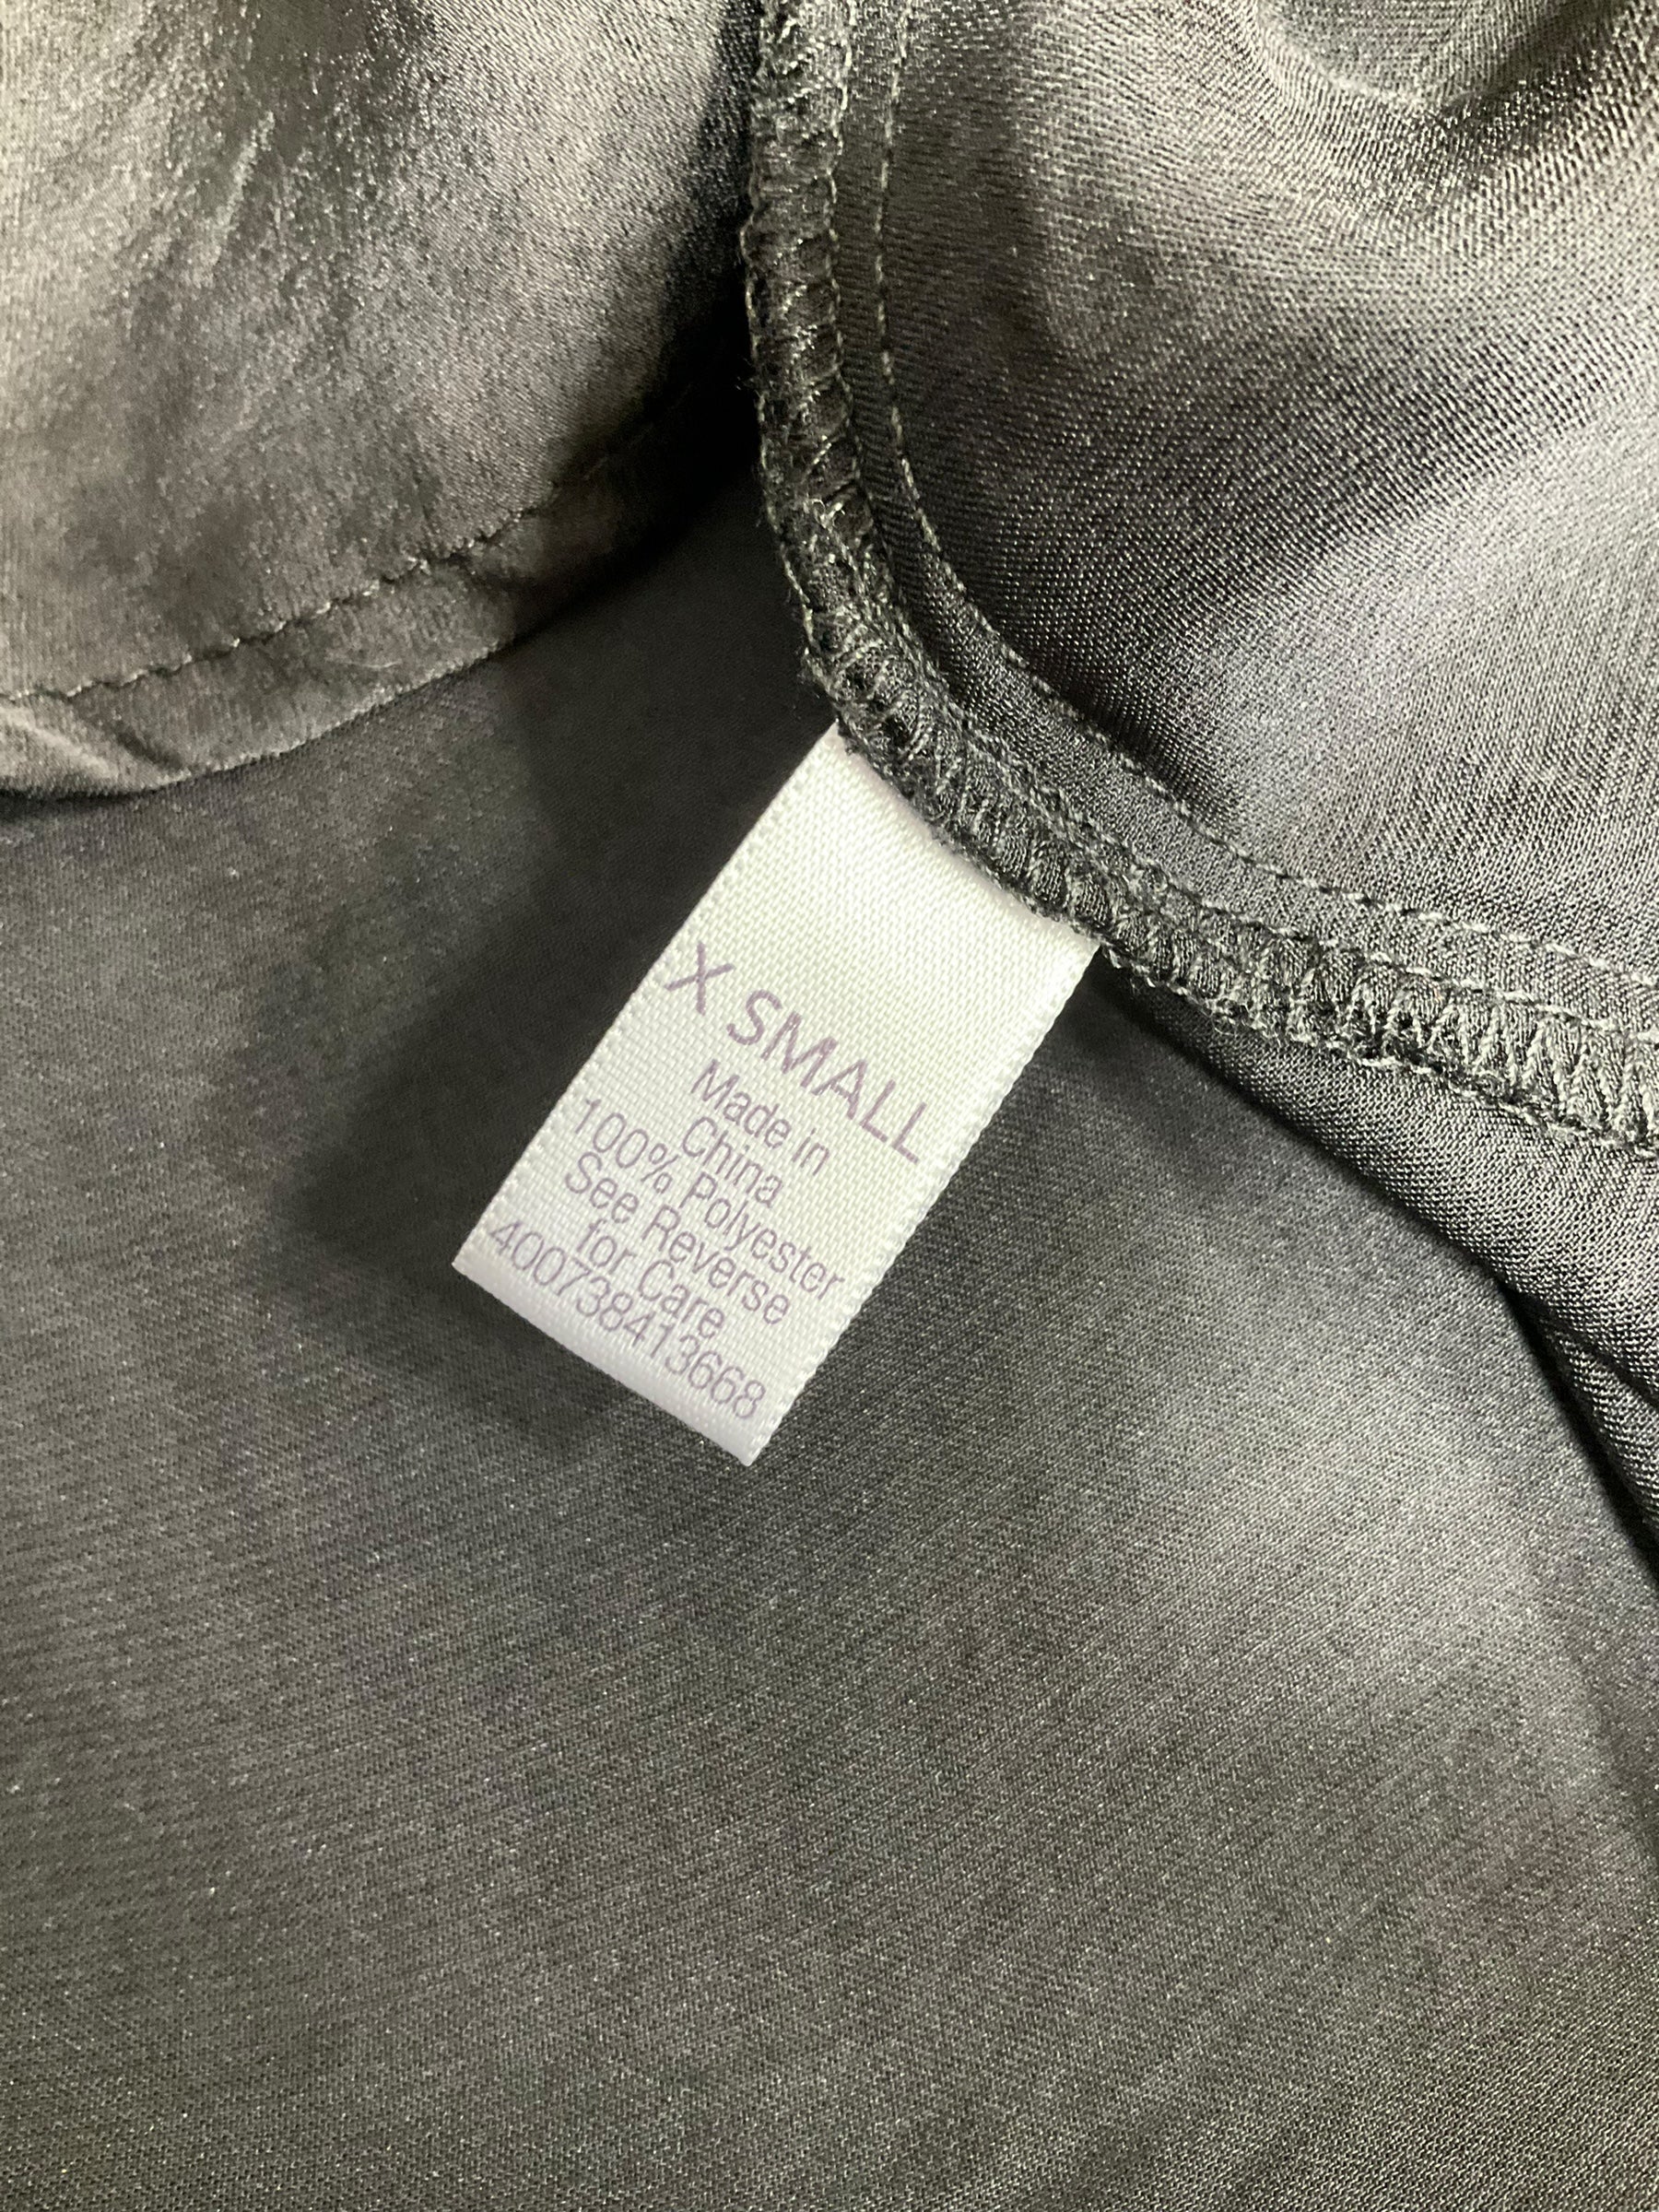 X SMALL
Made in
China
100% Polyester
See Reverse
for Care
400738413668